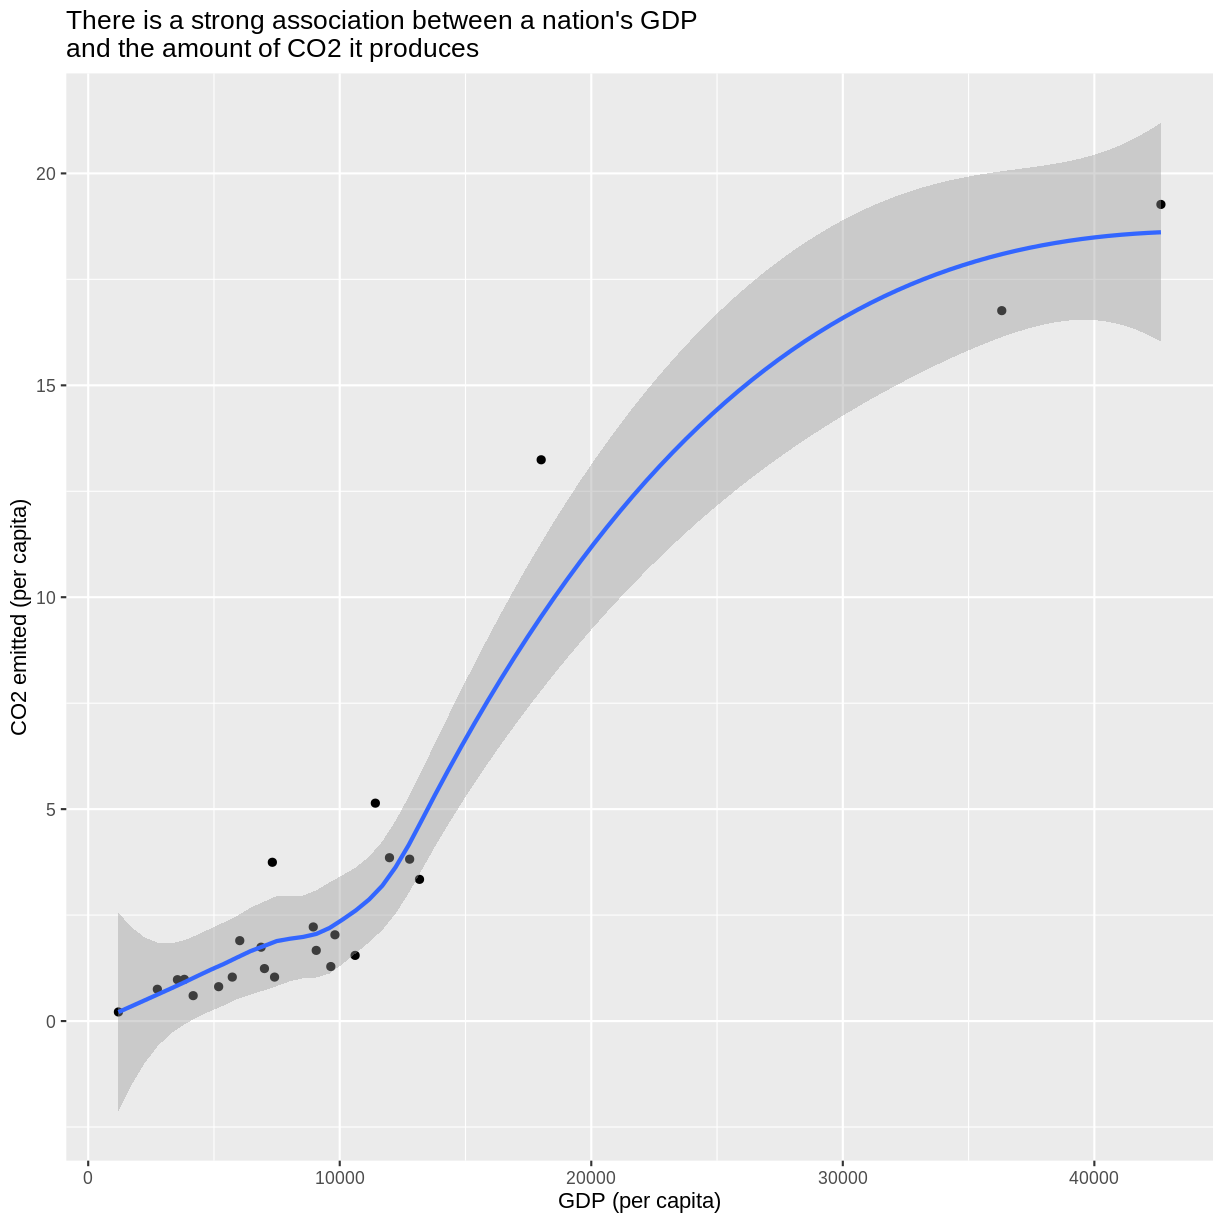 There is a strong association between a nation's GDP
and the amount of CO2 it produces
CO2 emitted (per capita)
20
15
10
5
0
0 10000 20000 30000 40000
GDP (per capita)